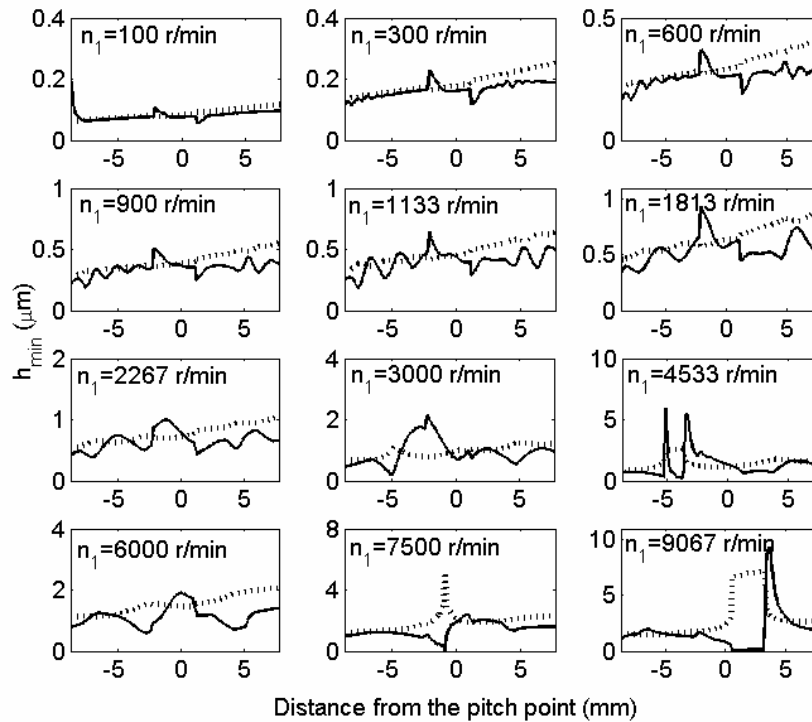 0.4 n₁=100 r/min
0.2
0
-5 0 5
0.4 n₁=300 r/min
0.2
0
-5 0 5
0.5 n₁=600 r/min
0
-5 0 5
1 n₁=900 r/min
0.5
0
-5 0 5
1 n₁=1133 r/min
0.5
0
-5 0 5
1 n₁=1813 r/min
0.5
0
-5 0 5
h_min (μm)
2 n₁=2267 r/min
1
0
-5 0 5
4 n₁=3000 r/min
2
0
-5 0 5
10 n₁=4533 r/min
5
0
-5 0 5
4 n₁=6000 r/min
2
0
-5 0 5
8 n₁=7500 r/min
5
0
-5 0 5
10 n₁=9067 r/min
5
0
-5 0 5
Distance from the pitch point (mm)